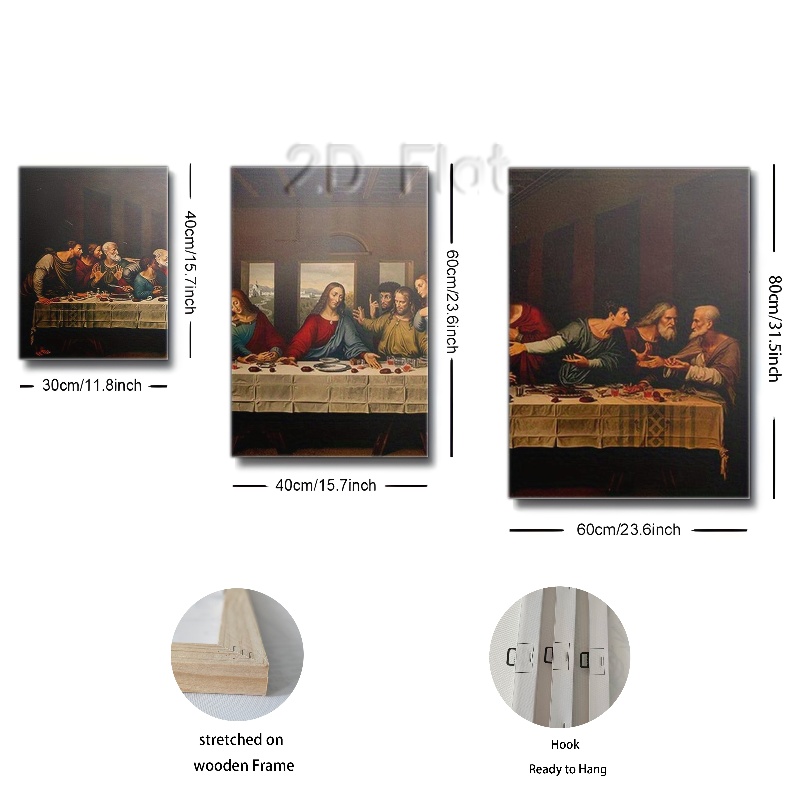 2D Flat
40cm/15.7inch
30cm/11.8inch
60cm/23.6inch
40cm/15.7inch
80cm/31.5inch
60cm/23.6inch
stretched on
wooden Frame
Hook
Ready to Hang